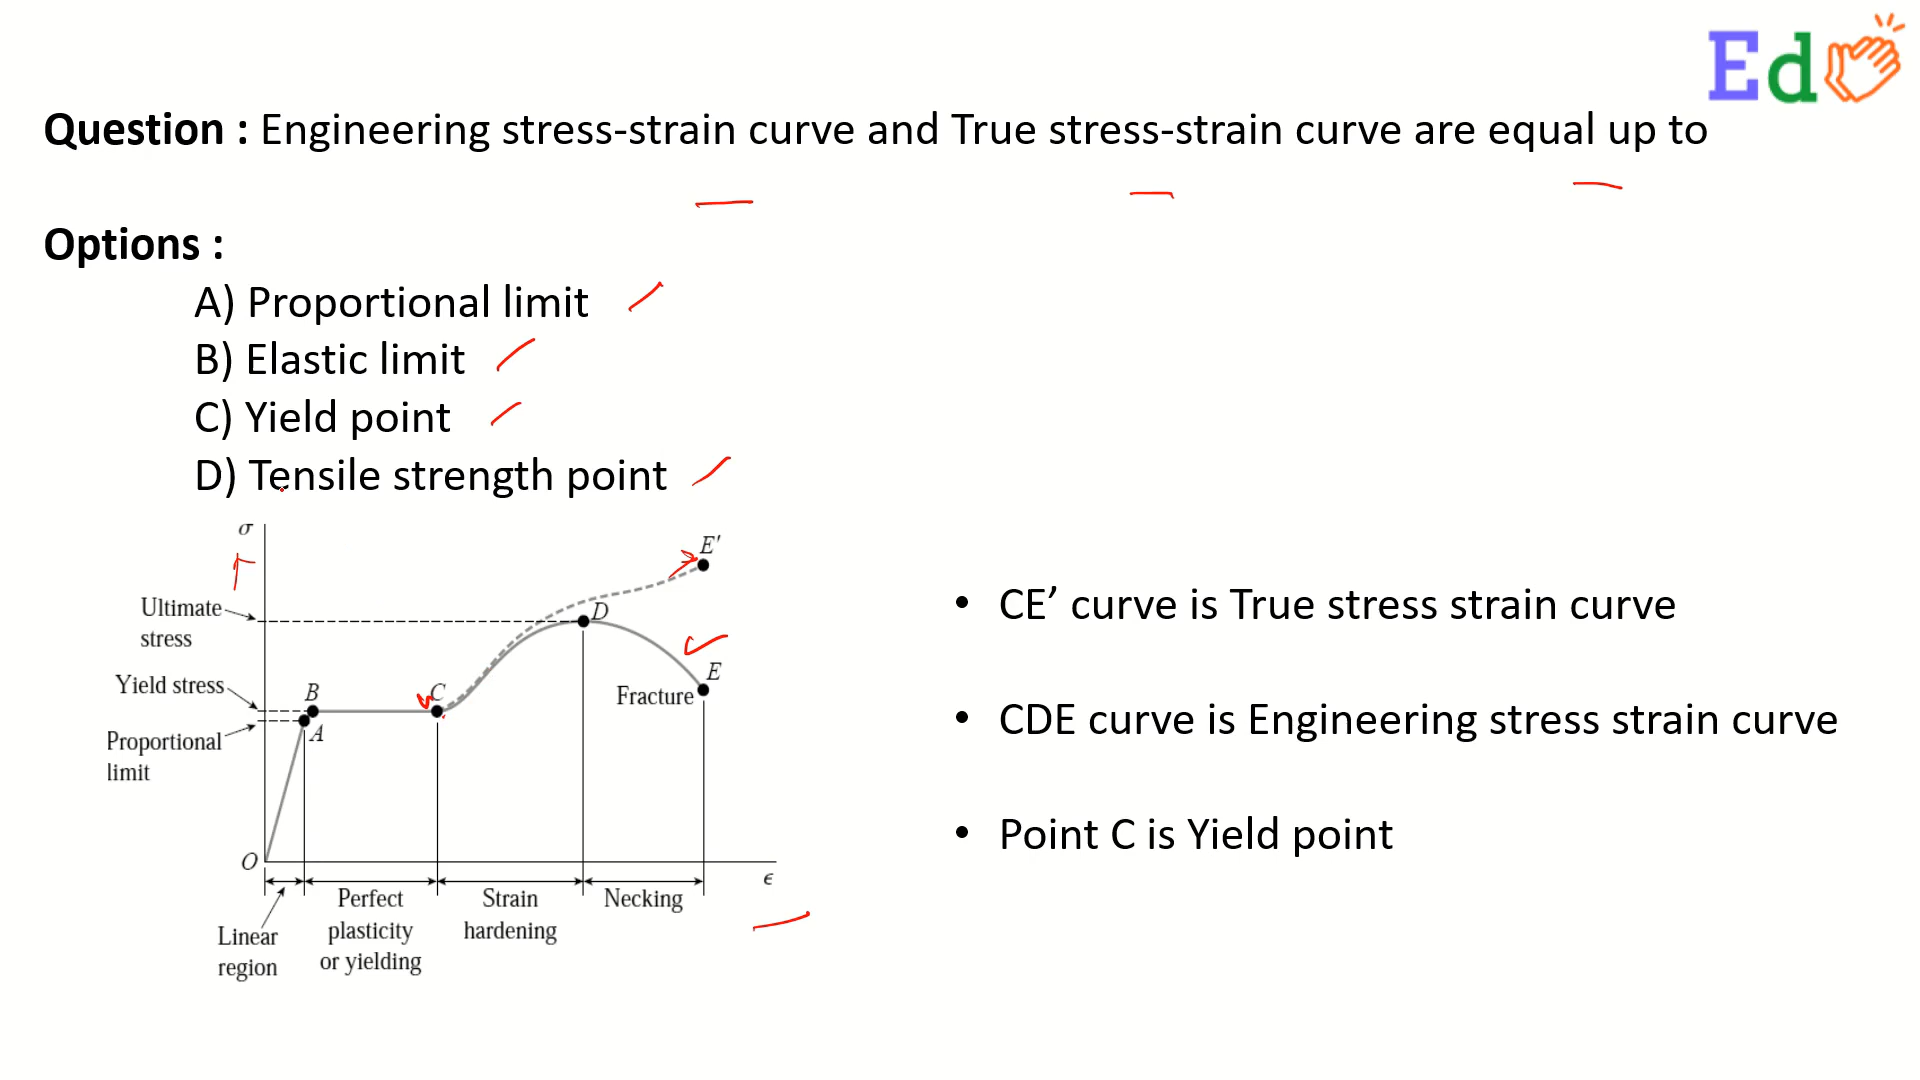 Ed
Question : Engineering stress-strain curve and True stress-strain curve are equal up to
Options :
A) Proportional limit
B) Elastic limit
C) Yield point
D) Tensile strength point
σ
E'
Ultimate
stress
D
Yield stress
B
C
E
Fracture
Proportional
limit
A
O
ϵ
Linear
region
Perfect
plasticity
or yielding
Strain
hardening
Necking
• CE’ curve is True stress strain curve
• CDE curve is Engineering stress strain curve
• Point C is Yield point